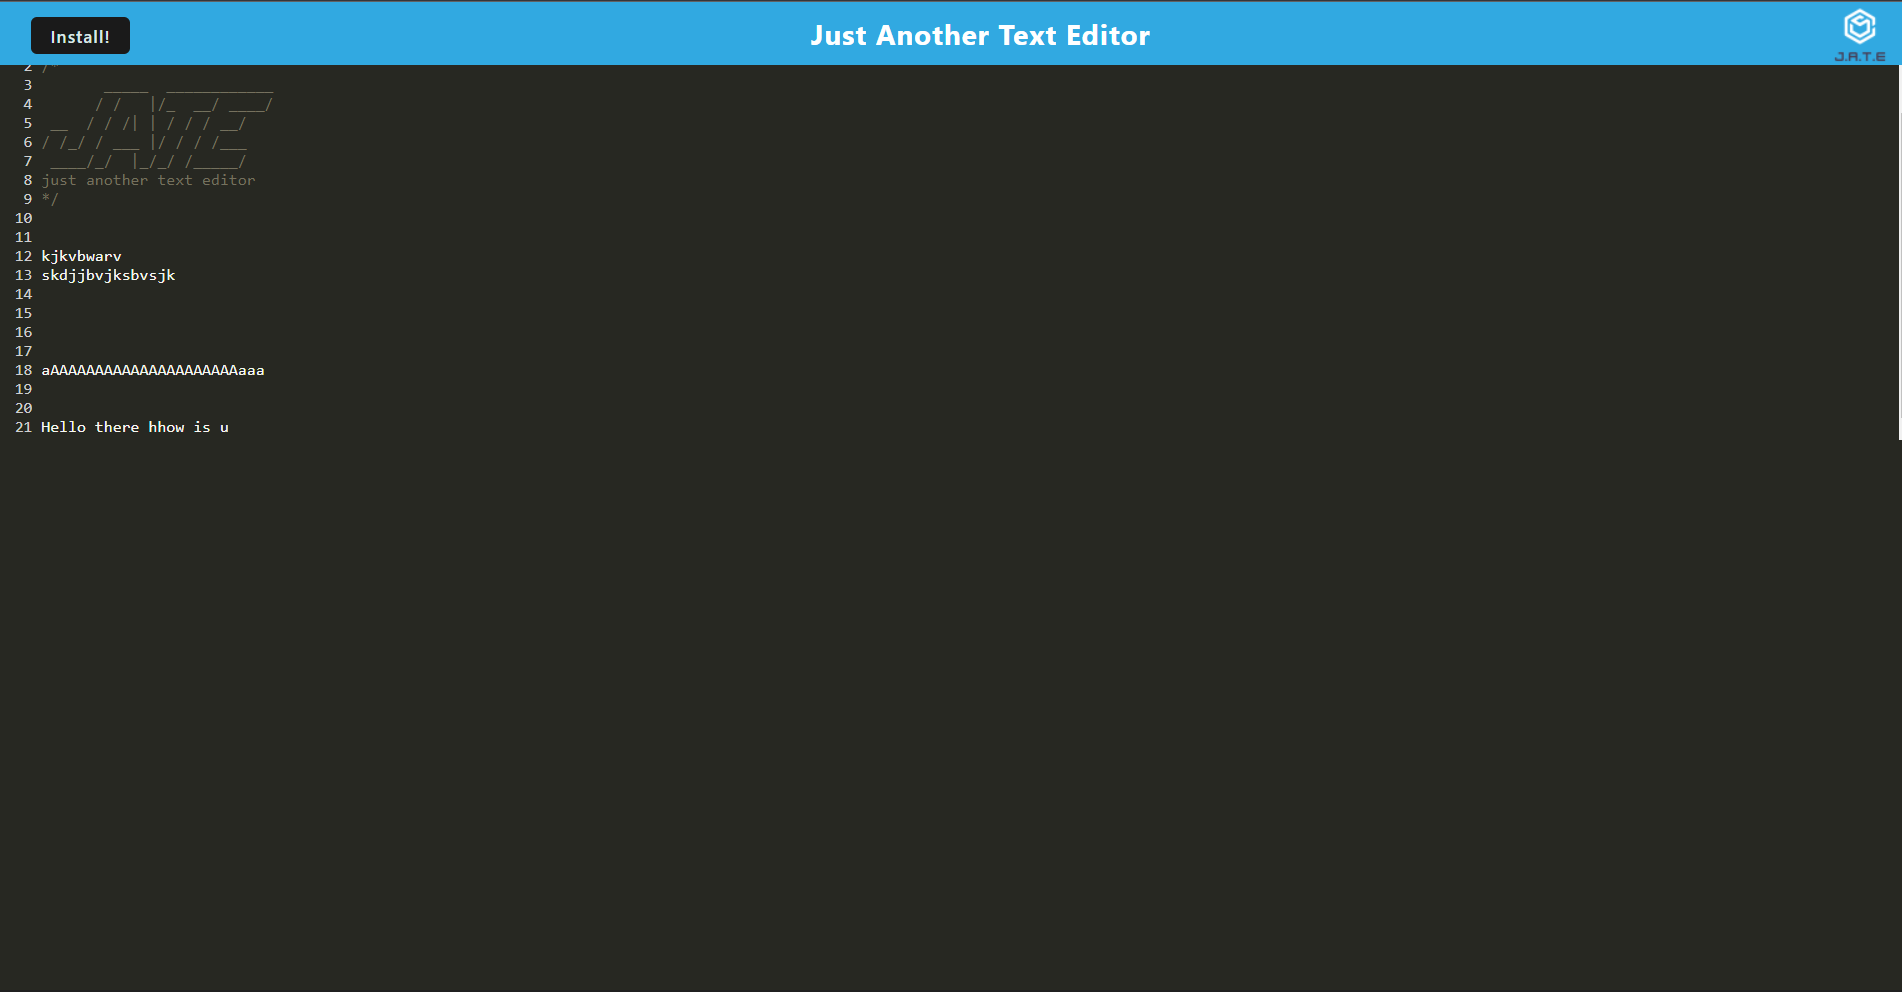 Install!
Just Another Text Editor
J.A.T.E
2 /*
3        _____  ____________
4       / /   |/_  __/ ____/
5  __  / / /| | / / / __/
6 / /_/ / ___ |/ / / /___
7  ____/_/  |_/_/ /_____/
8 just another text editor
9 */
10
11
12 kjkvbwarv
13 skdjjbvjksbvsjk
14
15
16
17
18 aAAAAAAAAAAAAAAAAAAAAAaaa
19
20
21 Hello there hhow is u